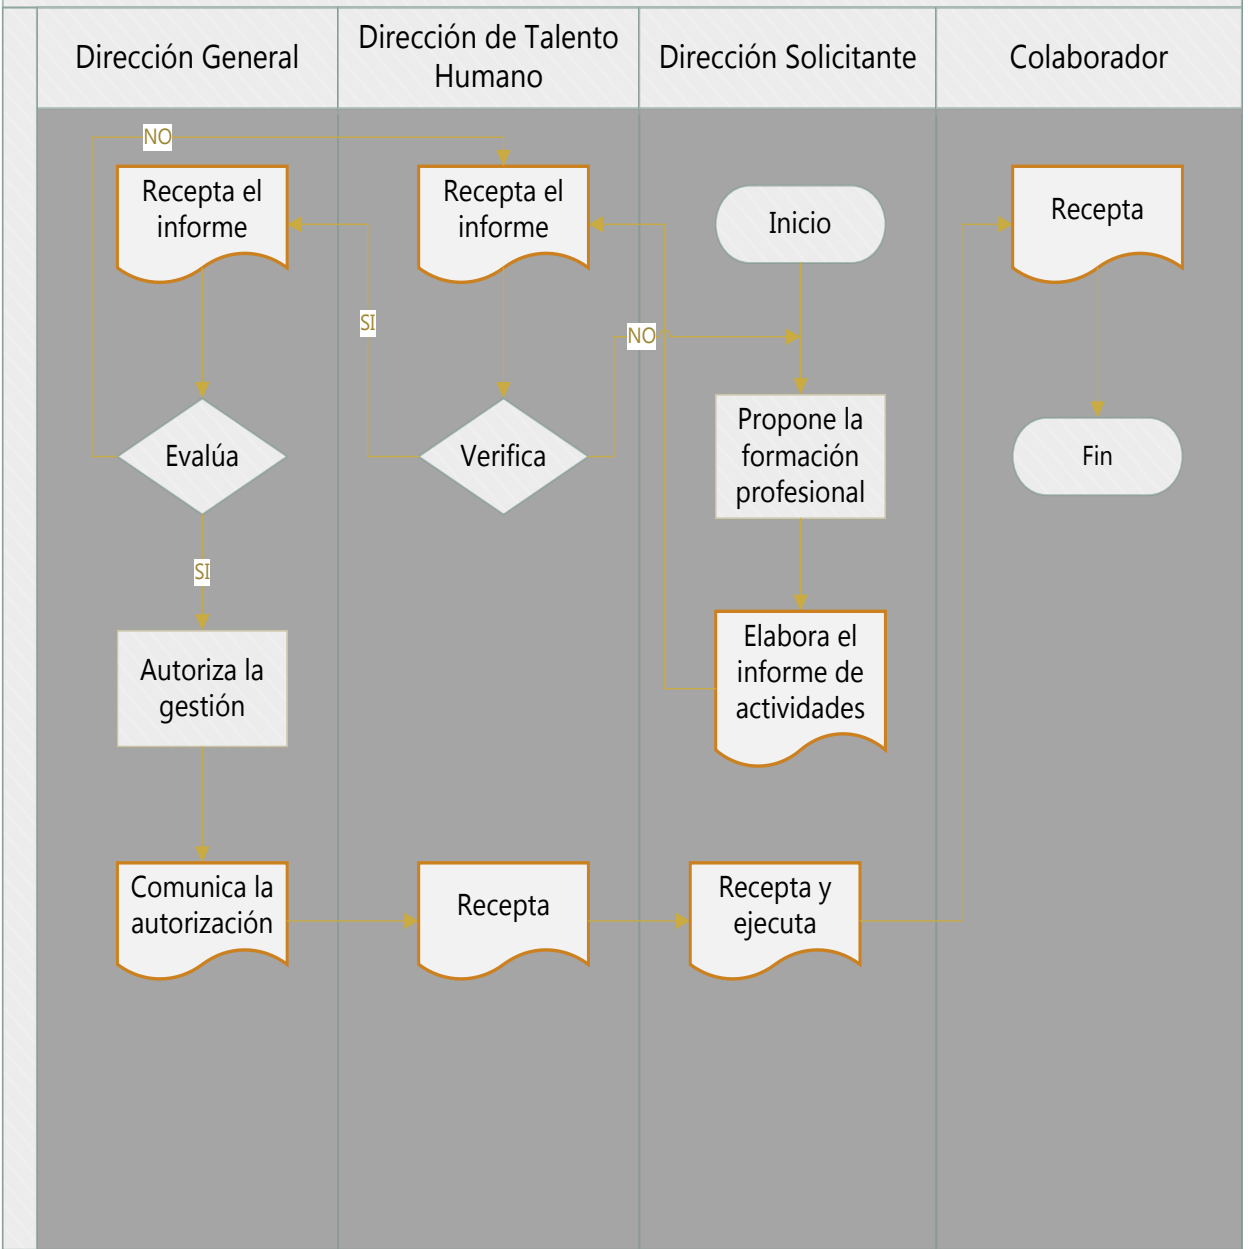 Dirección General
Dirección de Talento
Humano
Dirección Solicitante
Colaborador
NO
Recepta el
informe
Recepta el
informe
Inicio
Recepta
SI
NO
Evalúa
Verifica
Propone la
formación
profesional
Fin
SI
Autoriza la
gestión
Elabora el
informe de
actividades
Comunica la
autorización
Recepta
Recepta y
ejecuta